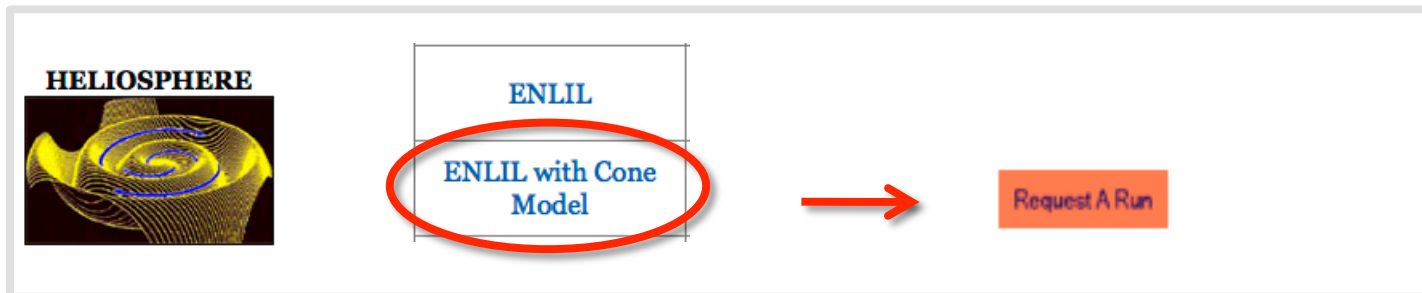 HELIOSPHERE
ENLIL
ENLIL with Cone
Model
Request A Run